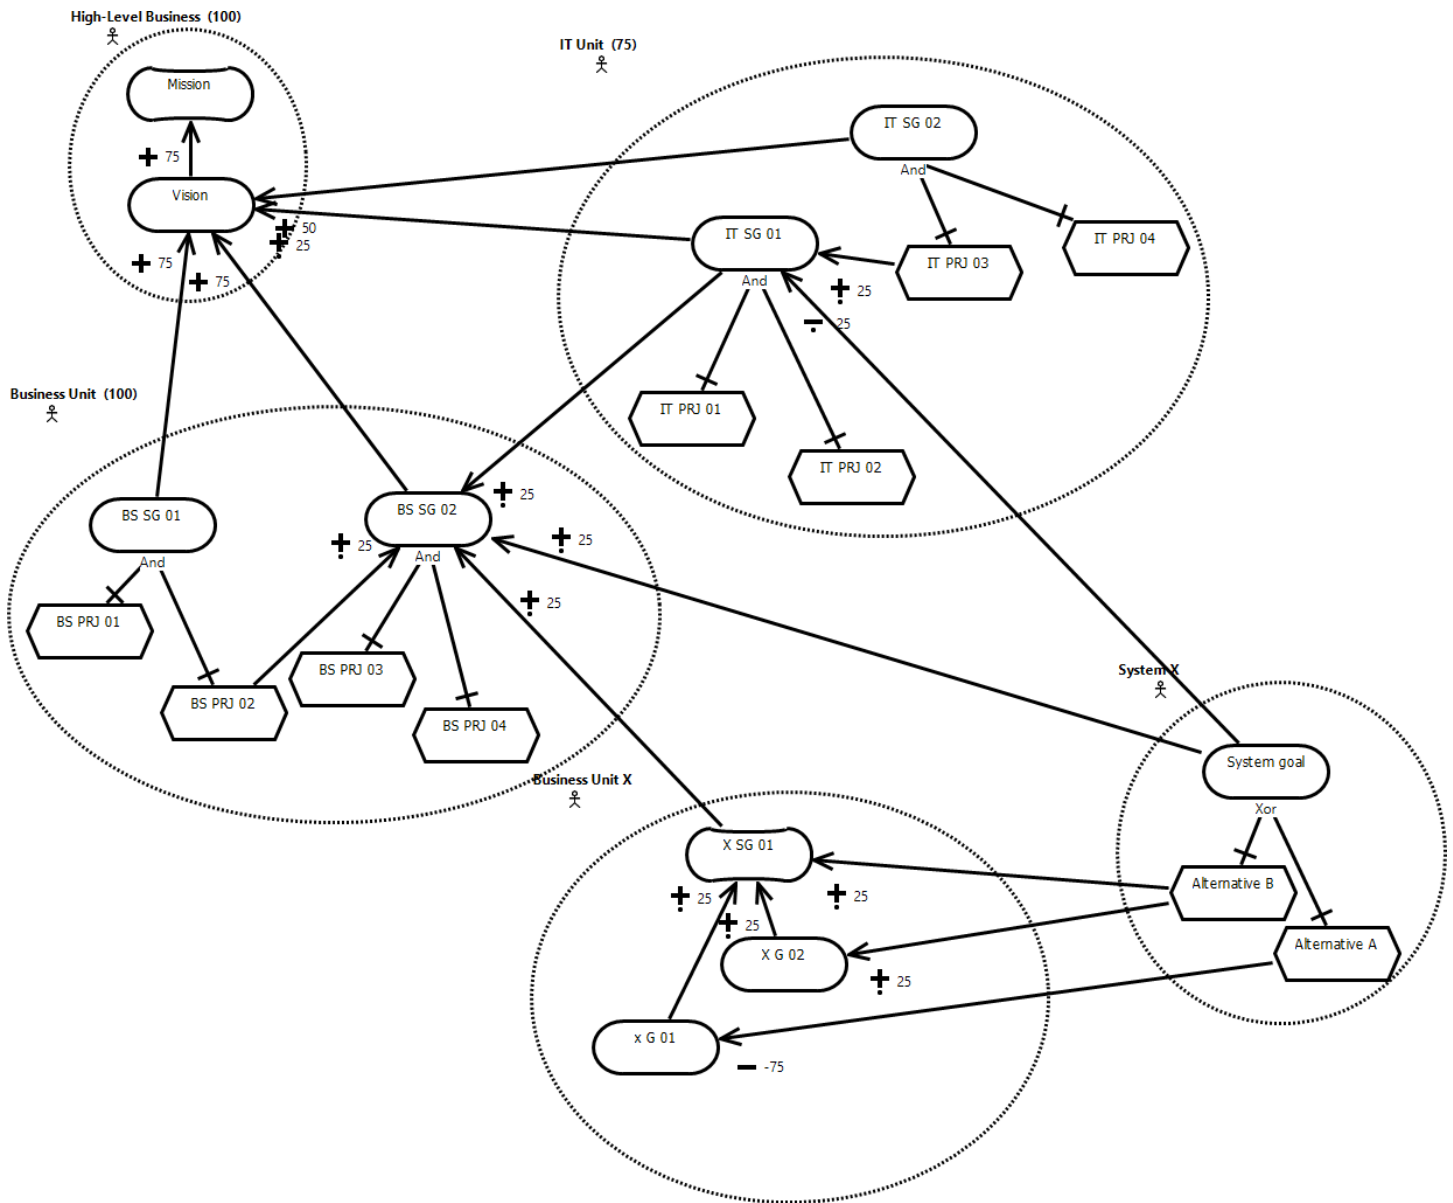 High-Level Business (100)
Mission
+ 75
Vision
+ 50
+ 25
+ 75
+ 75
IT Unit (75)
IT SG 02
And
IT SG 01
And
IT PRJ 03
IT PRJ 04
+ 25
- 25
IT PRJ 01
IT PRJ 02
Business Unit (100)
BS SG 01
And
BS SG 02
And
+ 25
+ 25
+ 25
+ 25
BS PRJ 01
BS PRJ 02
BS PRJ 03
BS PRJ 04
Business Unit X
X SG 01
+ 25
+ 25
+ 25
X G 02
+ 25
x G 01
- -75
System X
System goal
Xor
Alternative B
Alternative A